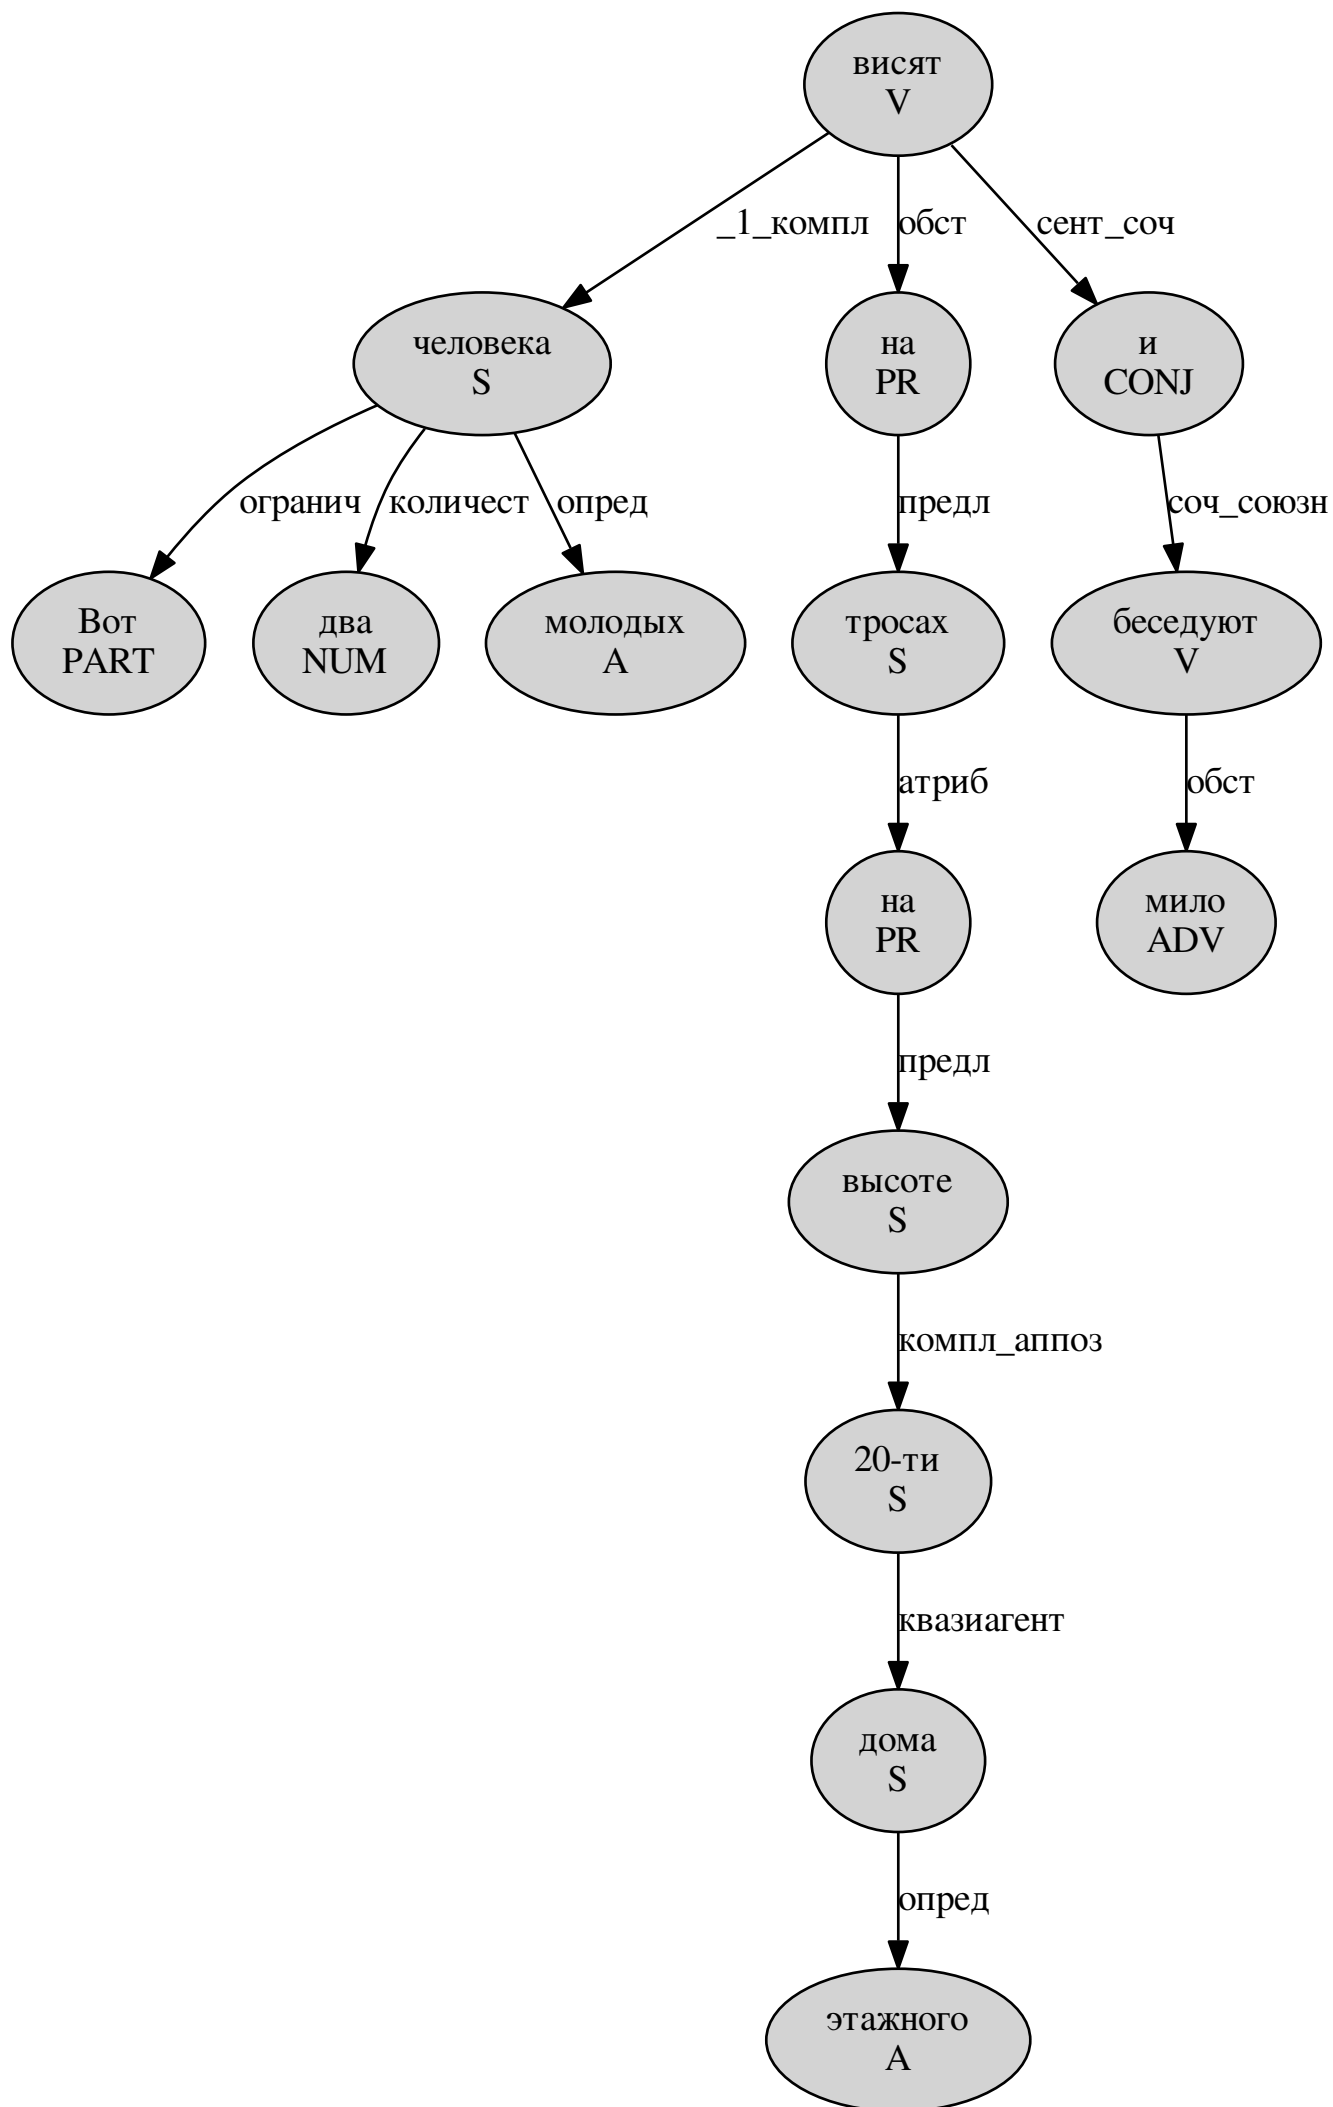 висят
V
_1_компл
обст
сент_соч
человека
S
на
PR
и
CONJ
огранич
количест
опред
предл
соч_союзн
Вот
PART
два
NUM
молодых
A
тросах
S
беседуют
V
атриб
обст
на
PR
мило
ADV
предл
высоте
S
компл_аппоз
20-ти
S
квазиагент
дома
S
опред
этажного
A